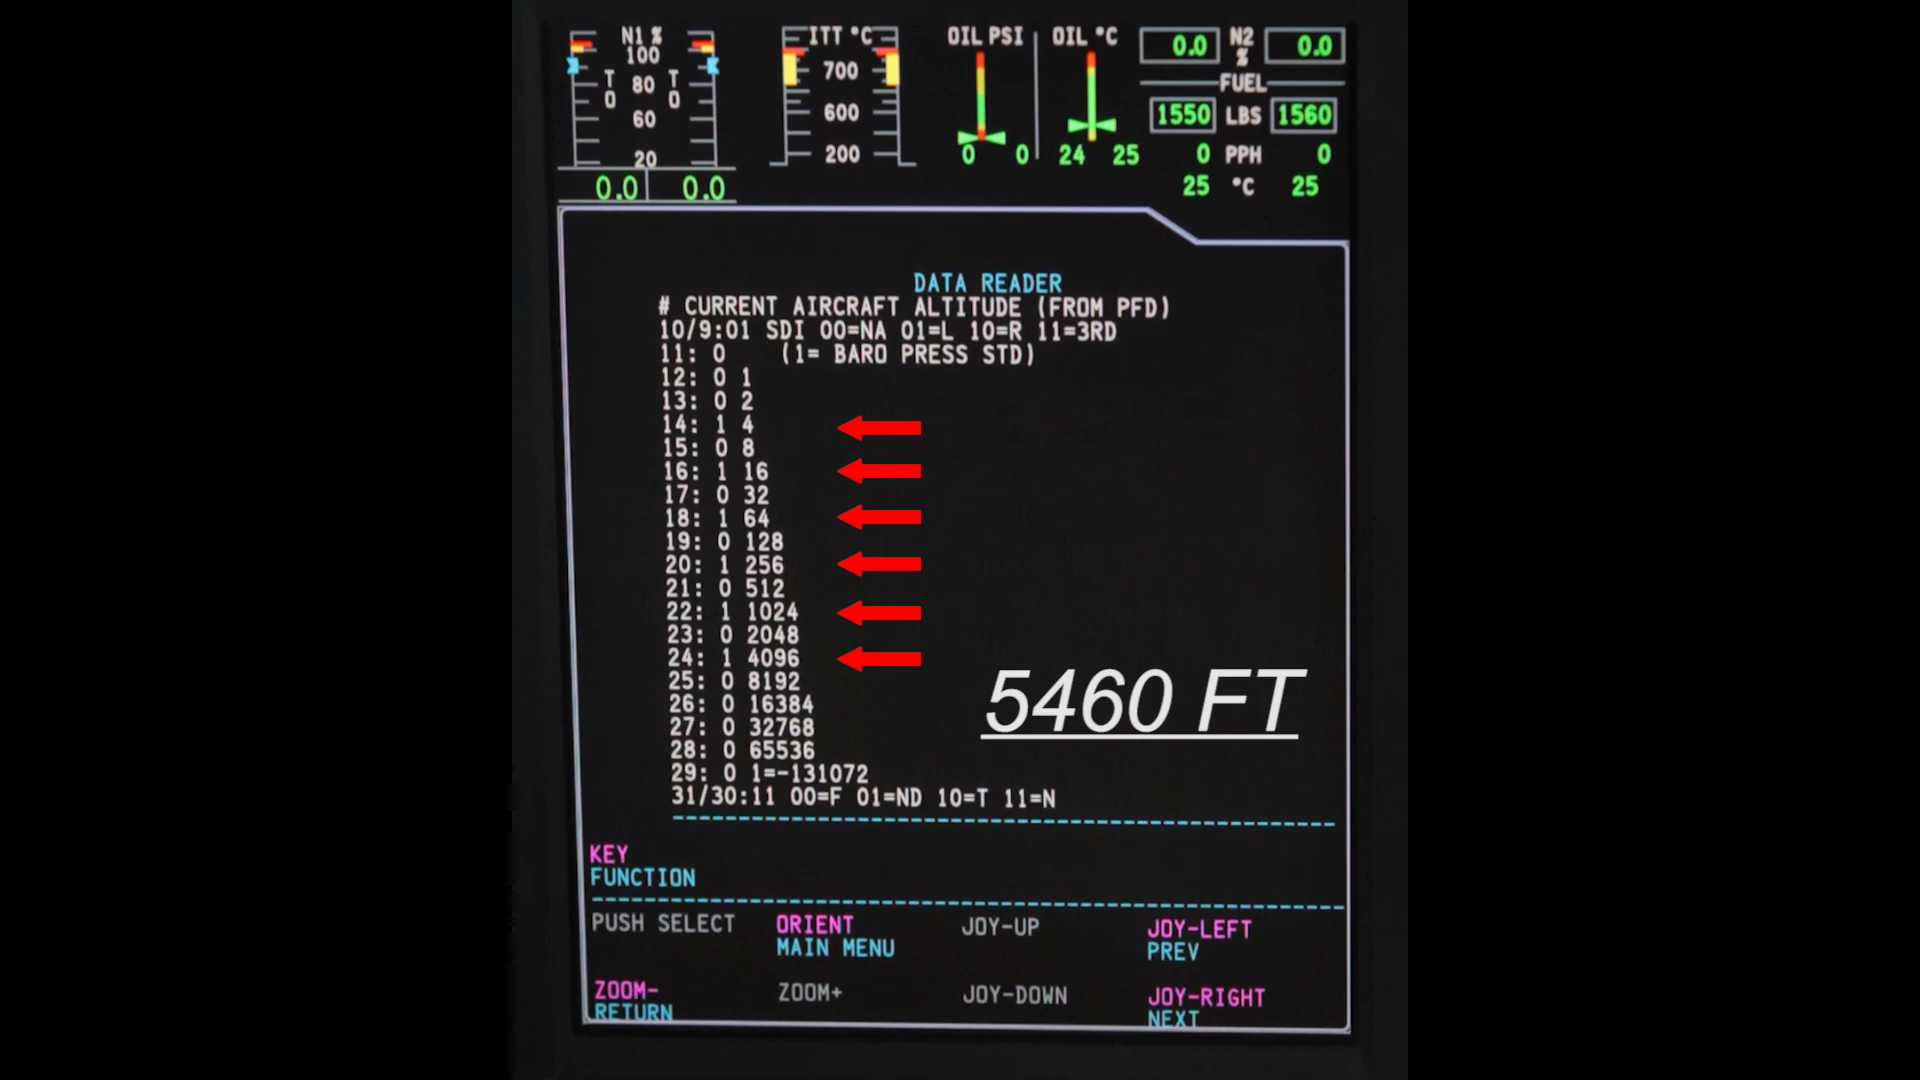 N1 % ITT °C OIL PSI OIL °C 0.0 N2 % 0.0
100
T O 80 T O
60
20
0.0 0.0
700
600
200
0 0
24 25
FUEL
1550 LBS 1560
0 PPH 0
25 °C 25
DATA READER
# CURRENT AIRCRAFT ALTITUDE (FROM PFD)
10/9:01 SDI 00=NA 01=L 10=R 11=3RD
11: 0 (1= BARO PRESS STD)
12: 0 1
13: 0 2
14: 1 4
15: 0 8
16: 1 16
17: 0 32
18: 1 64
19: 0 128
20: 1 256
21: 0 512
22: 1 1024
23: 0 2048
24: 1 4096
25: 0 8192
26: 0 16384
27: 0 32768
28: 0 65536
29: 0 1=-131072
31/30:11 00=F 01=ND 10=T 11=N
5460 FT
KEY
FUNCTION
PUSH SELECT
ORIENT
MAIN MENU
JOY-UP
JOY-LEFT
PREV
ZOOM-
RETURN
ZOOM+
JOY-DOWN
JOY-RIGHT
NEXT